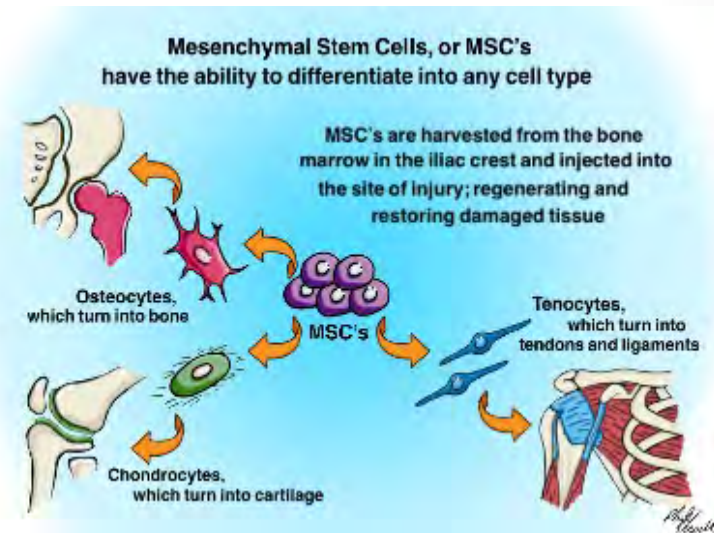 Mesenchymal Stem Cells, or MSC's
have the ability to differentiate into any cell type
MSC's are harvested from the bone
marrow in the iliac crest and injected into
the site of injury; regenerating and
restoring damaged tissue
Osteocytes,
which turn into bone
MSC's
Tenocytes,
which turn into
tendons and ligaments
Chondrocytes,
which turn into cartilage